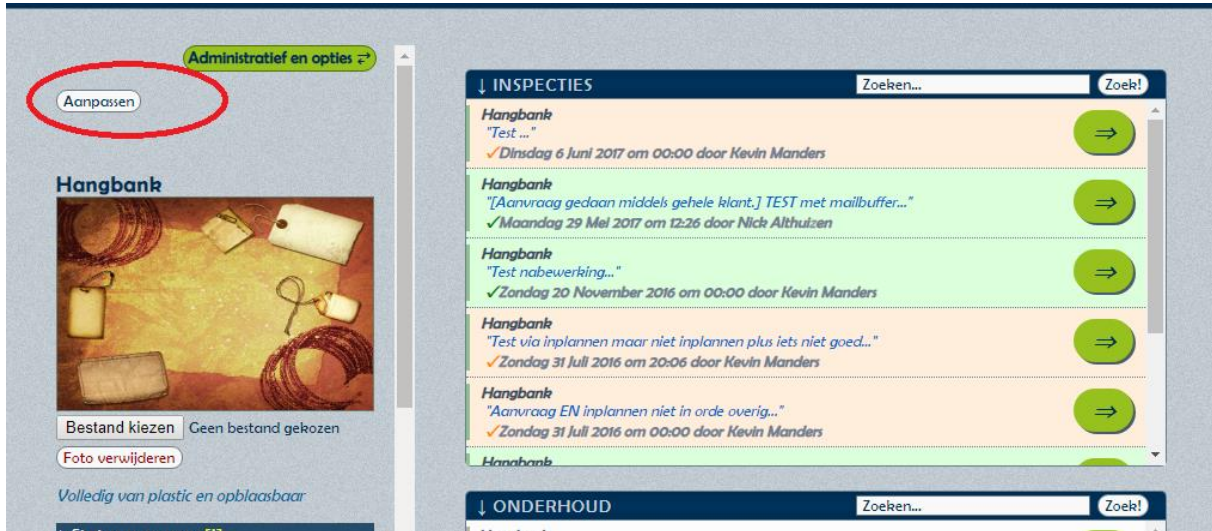 Administratief en opties ⇄
Aanpassen
Hangbank
Bestand kiezen Geen bestand gekozen
Foto verwijderen
Volledig van plastic en opblaasbaar
↓ INSPECTIES Zoeken... Zoek!
Hangbank
"Test ..."
✓Dinsdag 6 Juni 2017 om 00:00 door Kevin Manders
⇒
Hangbank
"[Aanvraag gedaan middels gehele klant.] TEST met mailbuffer..."
✓Maandag 29 Mei 2017 om 12:26 door Nick Althuizen
⇒
Hangbank
"Test nabewerking..."
✓Zondag 20 November 2016 om 00:00 door Kevin Manders
⇒
Hangbank
"Test via inplannen maar niet inplannen plus iets niet goed..."
✓Zondag 31 Juli 2016 om 20:06 door Kevin Manders
⇒
Hangbank
"Aanvraag EN inplannen niet in orde overig..."
✓Zondag 31 Juli 2016 om 00:00 door Kevin Manders
⇒
Hangbank
↓ ONDERHOUD Zoeken... Zoek!